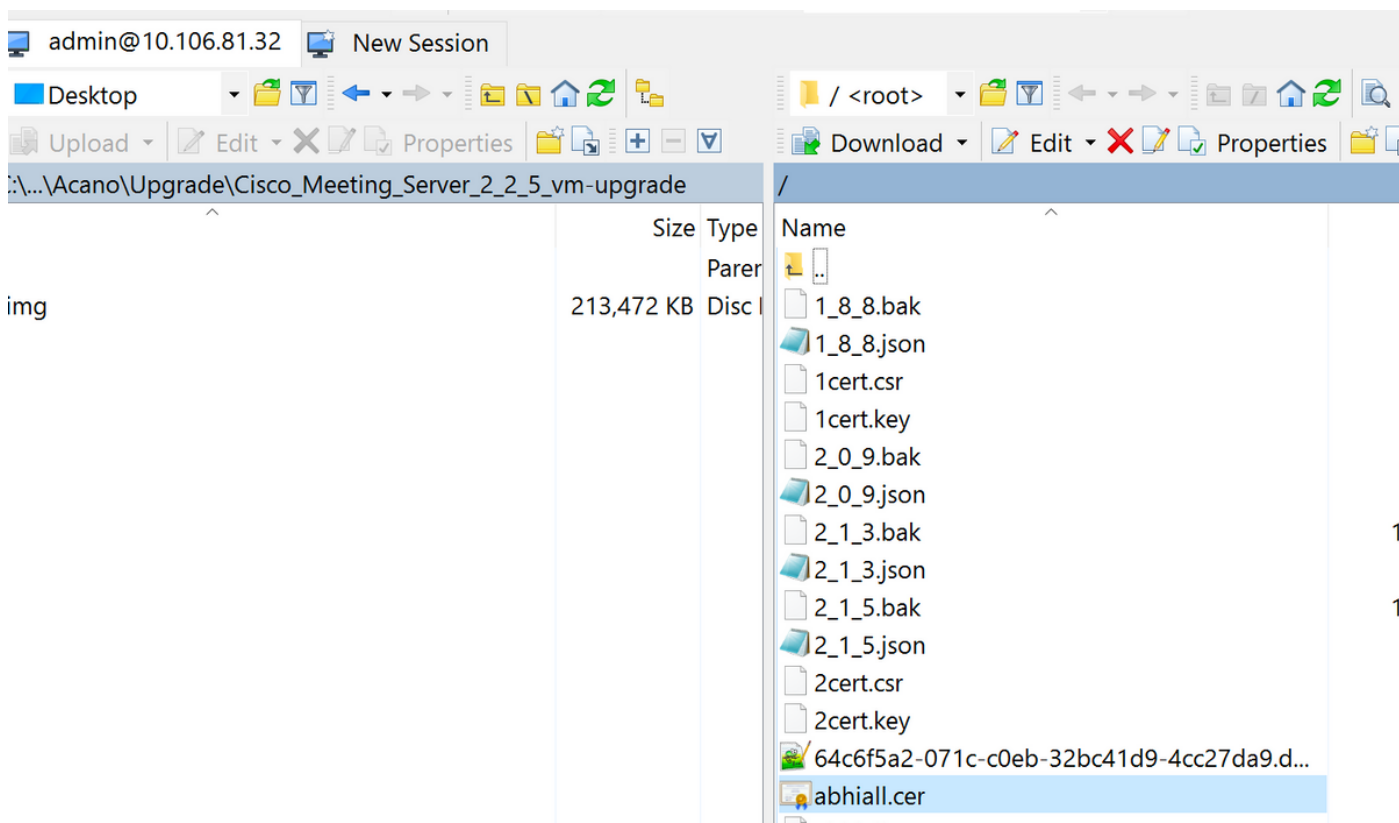 admin@10.106.81.32 New Session
Desktop / <root>
Upload Edit Properties Download Edit Properties
:\...\Acano\Upgrade\Cisco_Meeting_Server_2_2_5_vm-upgrade /
Size Type Name
Paren ..
img 213,472 KB Disc 1_8_8.bak
1_8_8.json
1cert.csr
1cert.key
2_0_9.bak
2_0_9.json
2_1_3.bak 1
2_1_3.json
2_1_5.bak 1
2_1_5.json
2cert.csr
2cert.key
64c6f5a2-071c-c0eb-32bc41d9-4cc27da9.d...
abhiall.cer